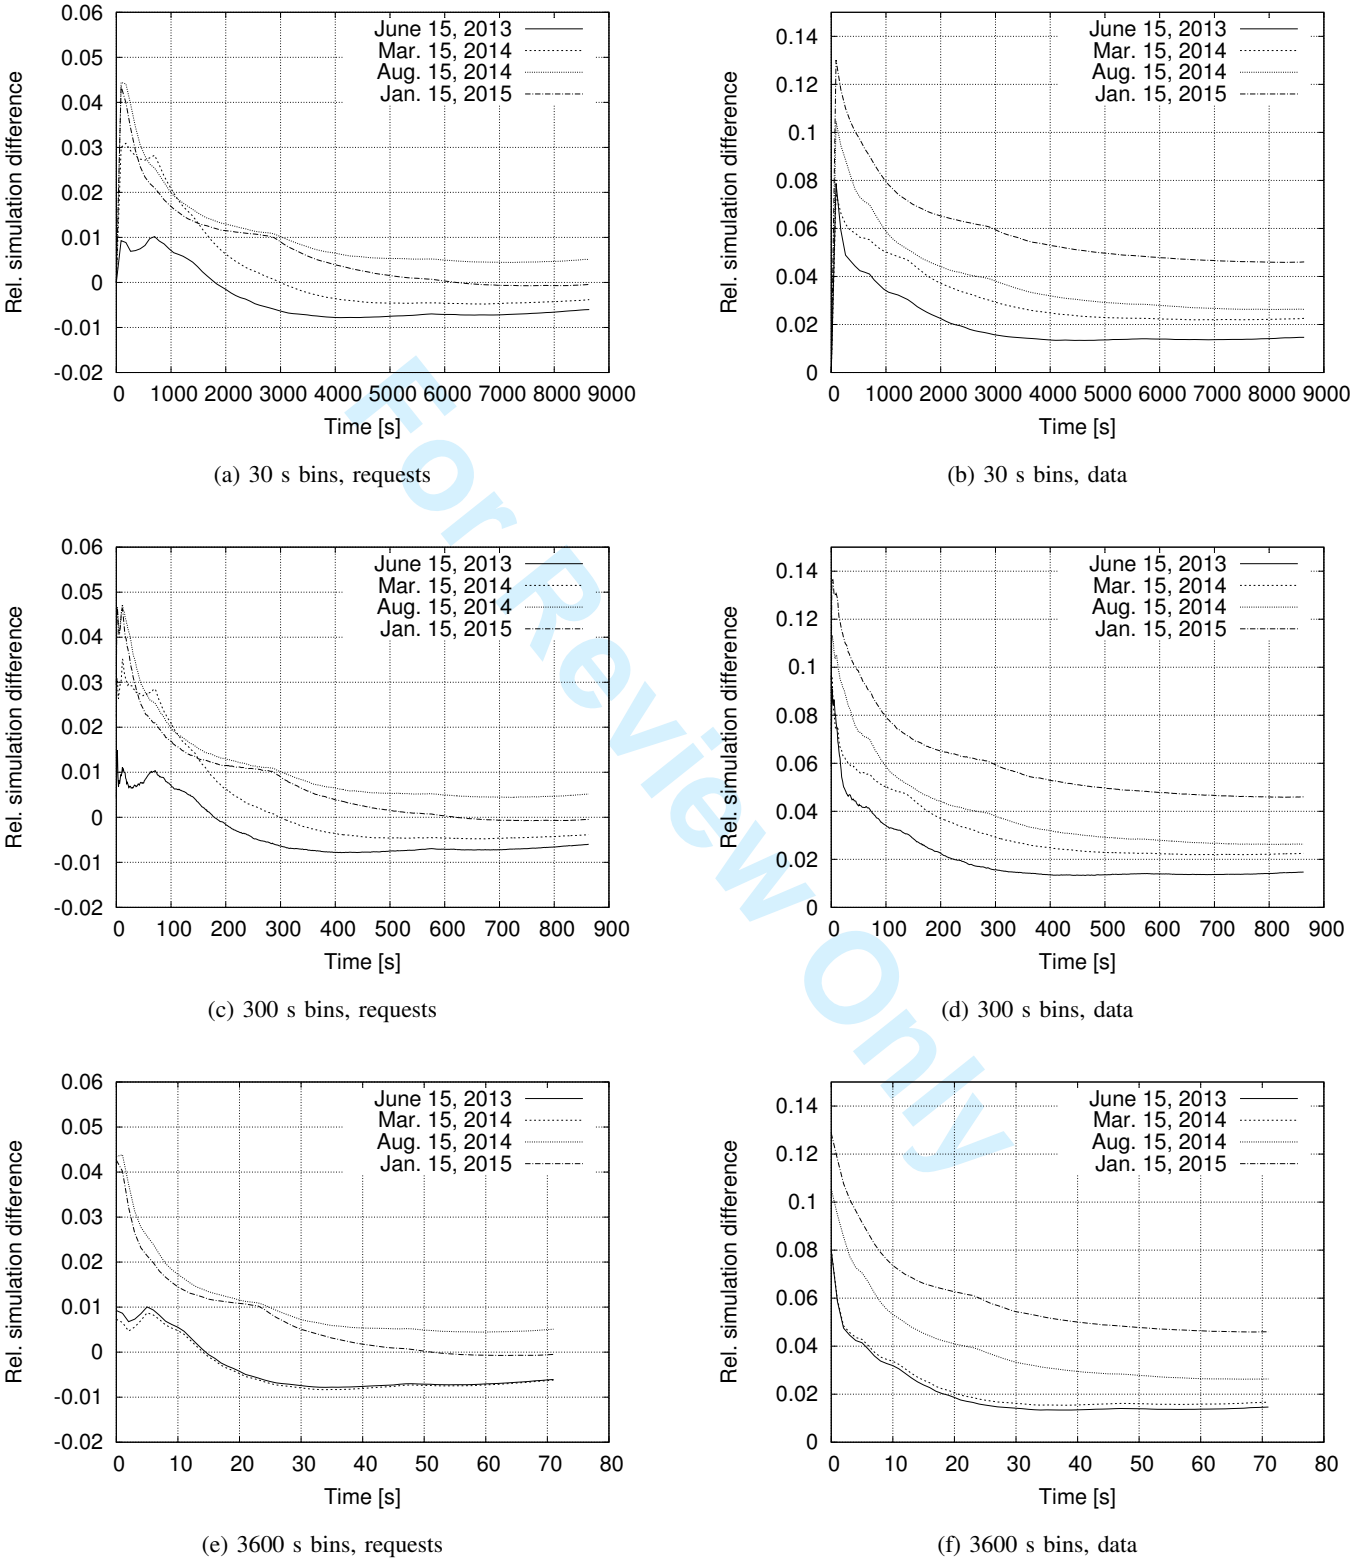 0.06
0.05
0.04
0.03
0.02
0.01
0
-0.01
-0.02
Rel. simulation difference
June 15, 2013
Mar. 15, 2014
Aug. 15, 2014
Jan. 15, 2015
0 1000 2000 3000 4000 5000 6000 7000 8000 9000
Time [s]
(a) 30 s bins, requests
0.14
0.12
0.1
0.08
0.06
0.04
0.02
0
Rel. simulation difference
June 15, 2013
Mar. 15, 2014
Aug. 15, 2014
Jan. 15, 2015
0 1000 2000 3000 4000 5000 6000 7000 8000 9000
Time [s]
(b) 30 s bins, data
0.06
0.05
0.04
0.03
0.02
0.01
0
-0.01
-0.02
Rel. simulation difference
June 15, 2013
Mar. 15, 2014
Aug. 15, 2014
Jan. 15, 2015
0 100 200 300 400 500 600 700 800 900
Time [s]
(c) 300 s bins, requests
0.14
0.12
0.1
0.08
0.06
0.04
0.02
0
Rel. simulation difference
June 15, 2013
Mar. 15, 2014
Aug. 15, 2014
Jan. 15, 2015
0 100 200 300 400 500 600 700 800 900
Time [s]
(d) 300 s bins, data
0.06
0.05
0.04
0.03
0.02
0.01
0
-0.01
-0.02
Rel. simulation difference
June 15, 2013
Mar. 15, 2014
Aug. 15, 2014
Jan. 15, 2015
0 10 20 30 40 50 60 70 80
Time [s]
(e) 3600 s bins, requests
0.14
0.12
0.1
0.08
0.06
0.04
0.02
0
Rel. simulation difference
June 15, 2013
Mar. 15, 2014
Aug. 15, 2014
Jan. 15, 2015
0 10 20 30 40 50 60 70 80
Time [s]
(f) 3600 s bins, data
For Review Only